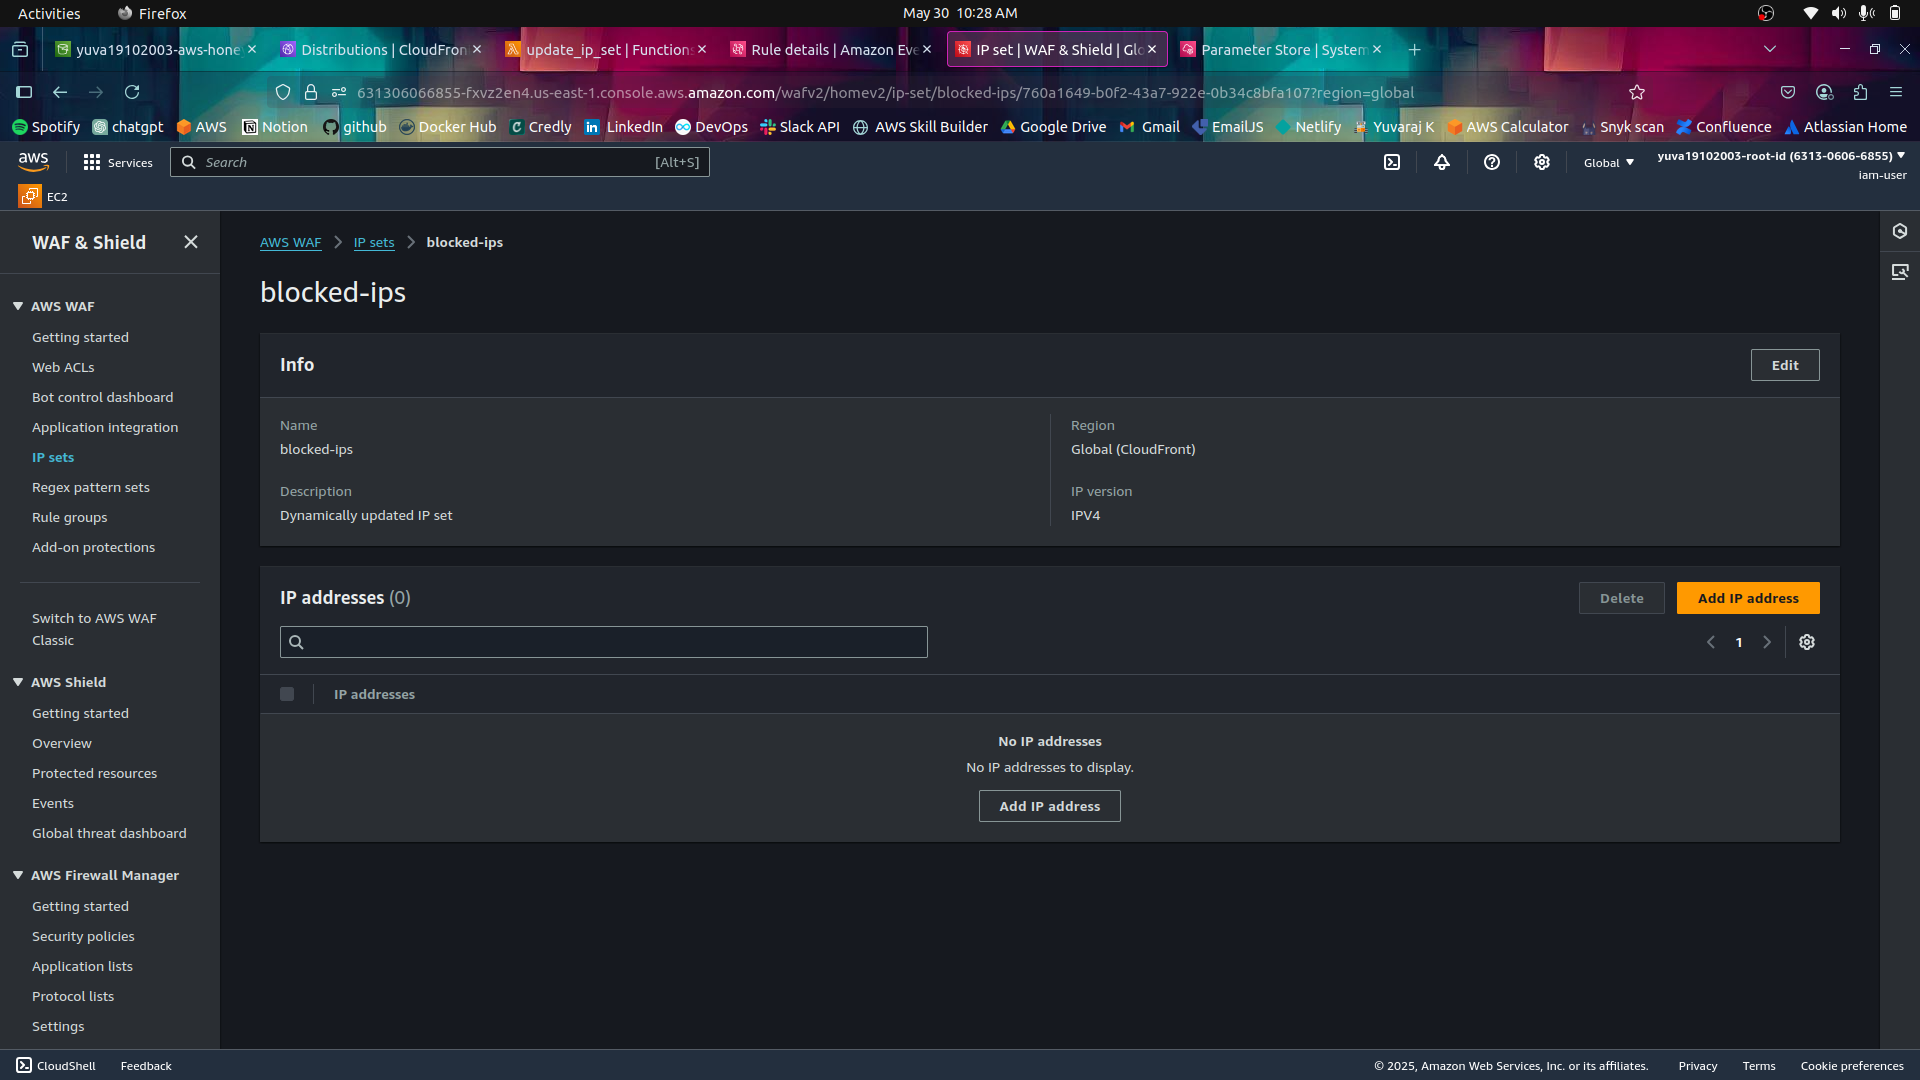 Activities
Firefox
May 30 10:28 AM
yuva19102003-aws-hone
Distributions | CloudFron
update_ip_set | Functions
Rule details | Amazon Eve
IP set | WAF & Shield | Glo
Parameter Store | System
631306066855-fxvz2en4.us-east-1.console.aws.amazon.com/wafv2/homev2/ip-set/blocked-ips/760a1649-b0f2-43a7-922e-0b34c8bfa107?region=global
Spotify
chatgpt
AWS
Notion
github
Docker Hub
Credly
LinkedIn
DevOps
Slack API
AWS Skill Builder
Google Drive
Gmail
EmailJS
Netlify
Yuvaraj K
AWS Calculator
Snyk scan
Confluence
Atlassian Home
aws
Services
Search
[Alt+S]
Global
yuva19102003-root-id (6313-0606-6855)
iam-user
EC2
WAF & Shield
AWS WAF
Getting started
Web ACLs
Bot control dashboard
Application integration
IP sets
Regex pattern sets
Rule groups
Add-on protections
Switch to AWS WAF
Classic
AWS Shield
Getting started
Overview
Protected resources
Events
Global threat dashboard
AWS Firewall Manager
Getting started
Security policies
Application lists
Protocol lists
Settings
AWS WAF
IP sets
blocked-ips
blocked-ips
Info
Edit
Name
blocked-ips
Region
Global (CloudFront)
Description
Dynamically updated IP set
IP version
IPV4
IP addresses (0)
Delete
Add IP address
1
IP addresses
No IP addresses
No IP addresses to display.
Add IP address
CloudShell
Feedback
© 2025, Amazon Web Services, Inc. or its affiliates.
Privacy
Terms
Cookie preferences